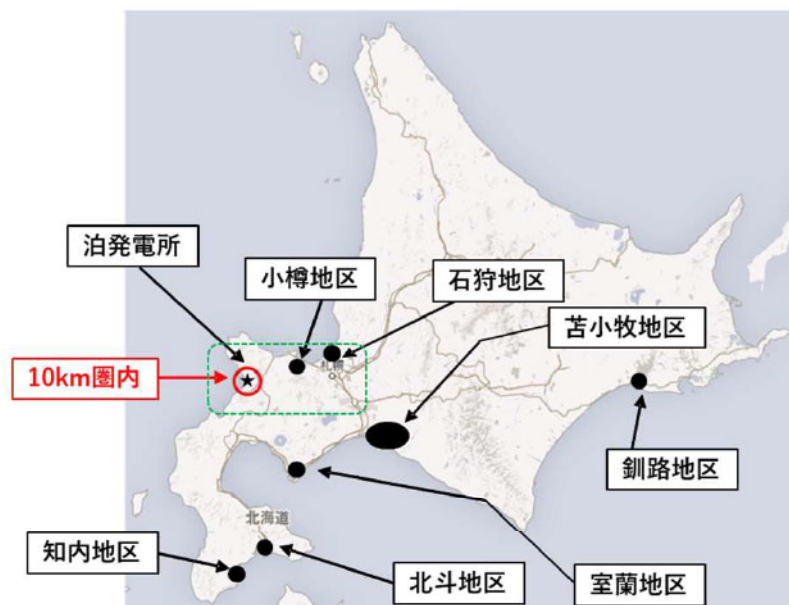 泊発電所
小樽地区
石狩地区
苫小牧地区
札幌
10km圏内
釧路地区
北海道
知内地区
北斗地区
室蘭地区